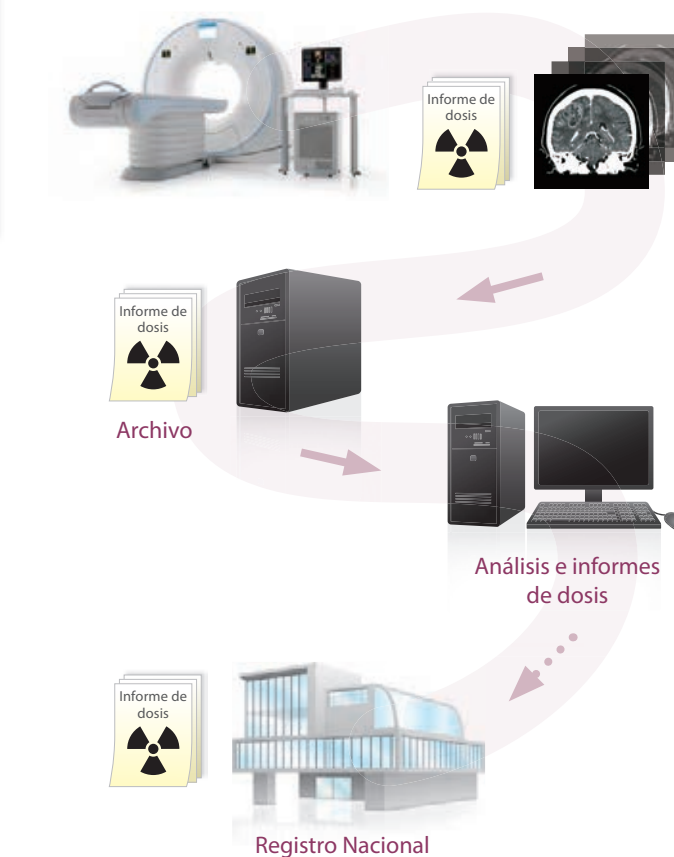 Informe de
dosis
Informe de
dosis
Archivo
Análisis e informes
de dosis
Informe de
dosis
Registro Nacional